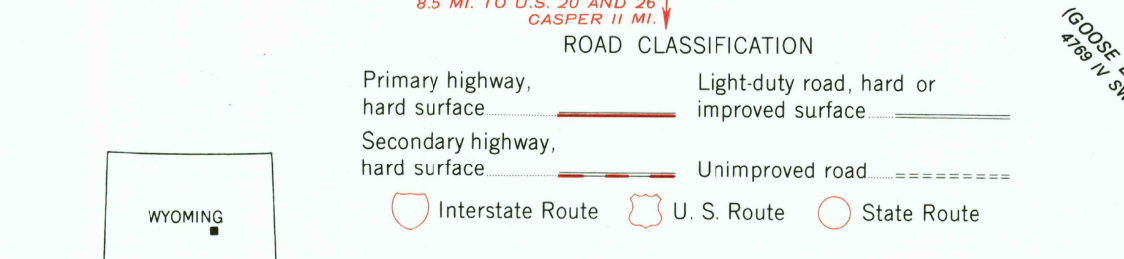 8.5 MI. TO U.S. 20 AND 26
CASPER 11 MI.
(GOOSE
4769 IV SW
ROAD CLASSIFICATION
Primary highway,
hard surface
Light-duty road, hard or
improved surface
Secondary highway,
hard surface
Unimproved road
Interstate Route
U. S. Route
State Route
WYOMING